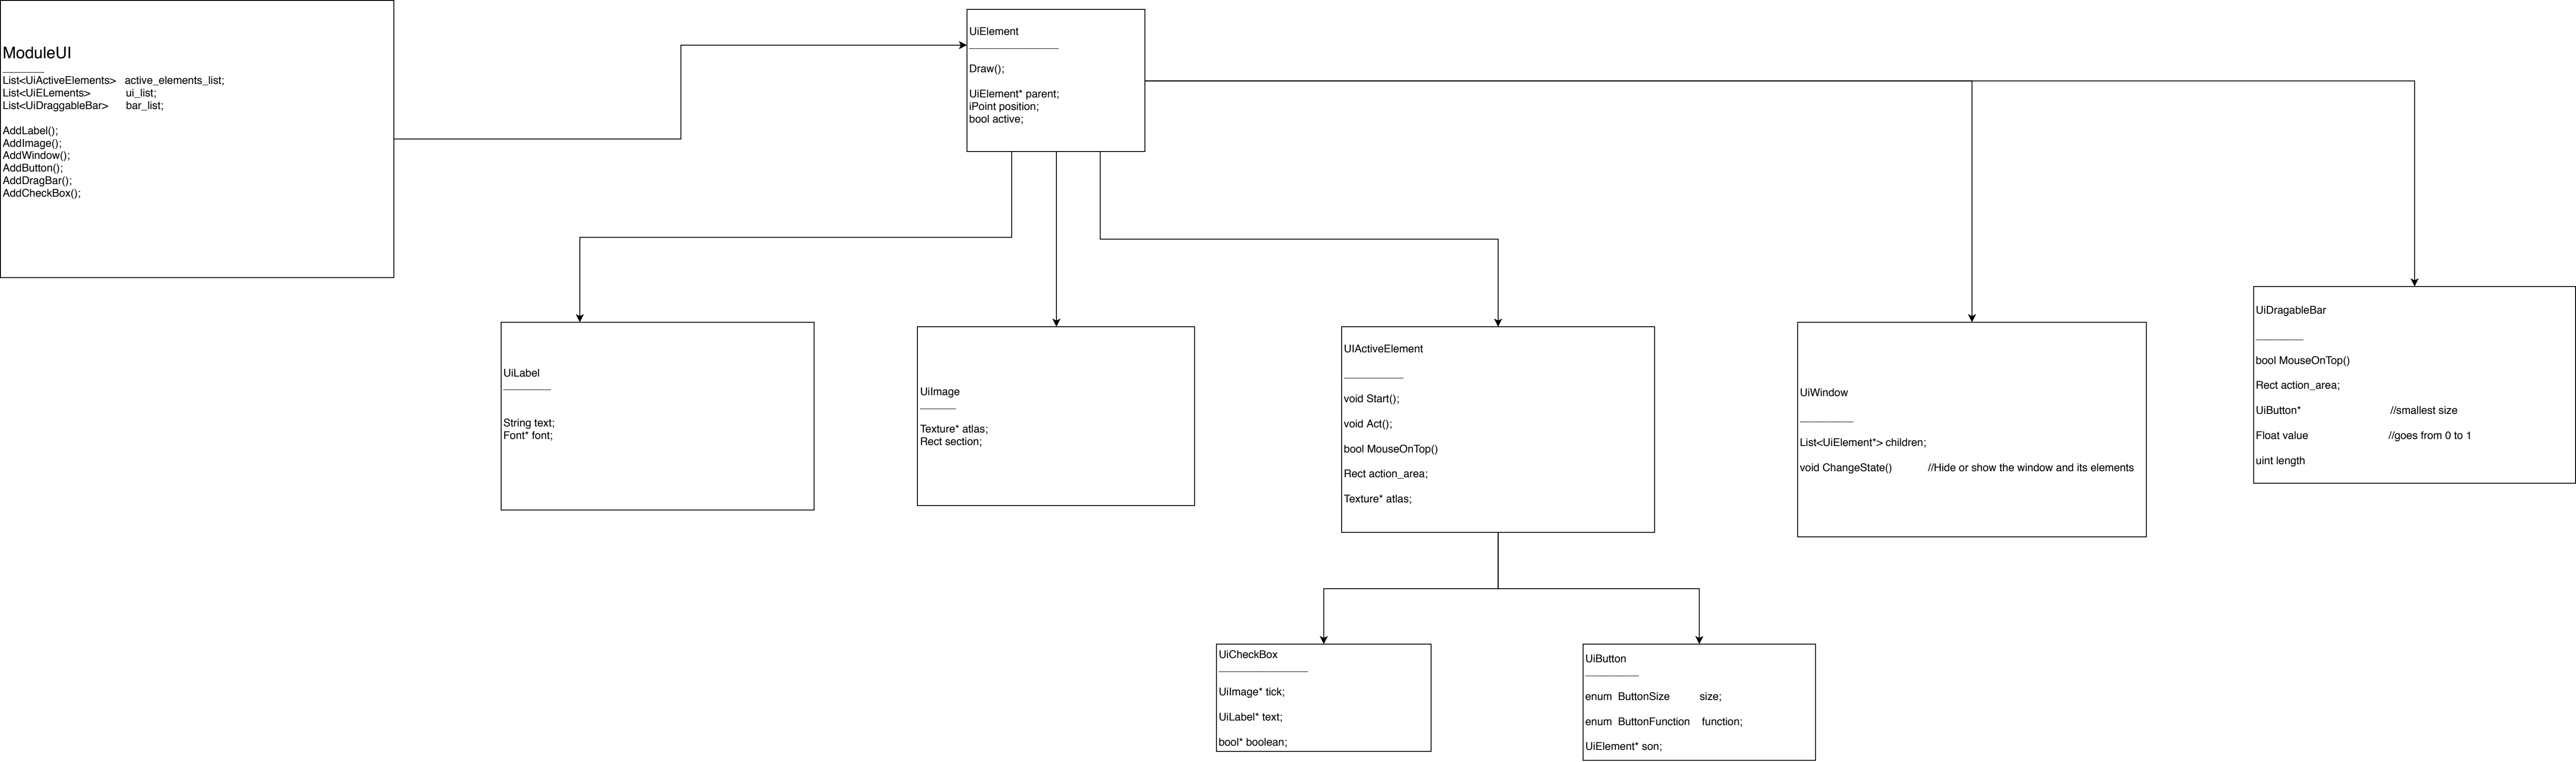 ModuleUI
List<UiActiveElements> active_elements_list;
List<UiELements> ui_list;
List<UiDraggableBar> bar_list;
AddLabel();
AddImage();
AddWindow();
AddButton();
AddDragBar();
AddCheckBox();
UiElement
Draw();
UiElement* parent;
iPoint position;
bool active;
UiLabel
String text;
Font* font;
UiImage
Texture* atlas;
Rect section;
UIActiveElement
void Start();
void Act();
bool MouseOnTop()
Rect action_area;
Texture* atlas;
UiWindow
List<UiElement*> children;
void ChangeState() //Hide or show the window and its elements
UiDragableBar
bool MouseOnTop()
Rect action_area;
UiButton* //smallest size
Float value //goes from 0 to 1
uint length
UiCheckBox
UiImage* tick;
UiLabel* text;
bool* boolean;
UiButton
enum ButtonSize size;
enum ButtonFunction function;
UiElement* son;